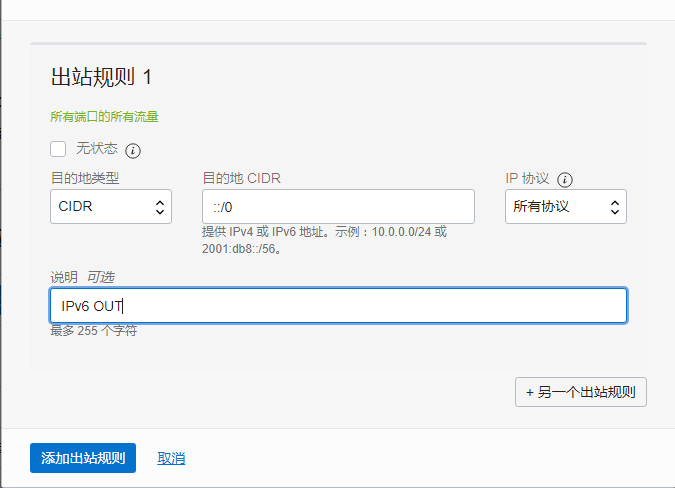 出站规则 1
所有端口的所有流量
无状态
目的地类型
目的地 CIDR
IP 协议
CIDR
::/0
所有协议
提供 IPv4 或 IPv6 地址。示例：10.0.0.0/24 或
2001:db8::/56。
说明 可选
IPv6 OUT
最多 255 个字符
+ 另一个出站规则
添加出站规则
取消